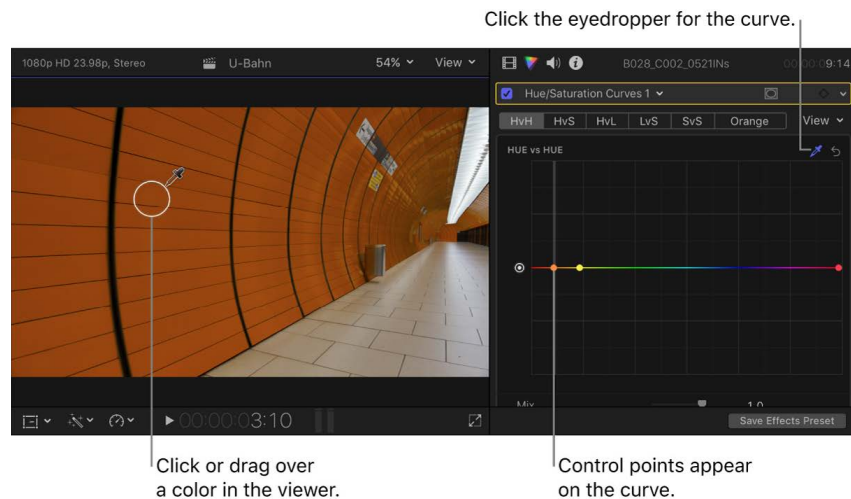 Click the eyedropper for the curve.
1080p HD 23.98p, Stereo
U-Bahn
54%
View
B028_C002_0521INs
00:00:00:9:14
Hue/Saturation Curves 1
HvH
HvS
HvL
LvS
SvS
Orange
View
HUE vs HUE
Mix
1.0
00:00:03:10
Save Effects Preset
Click or drag over
a color in the viewer.
Control points appear
on the curve.